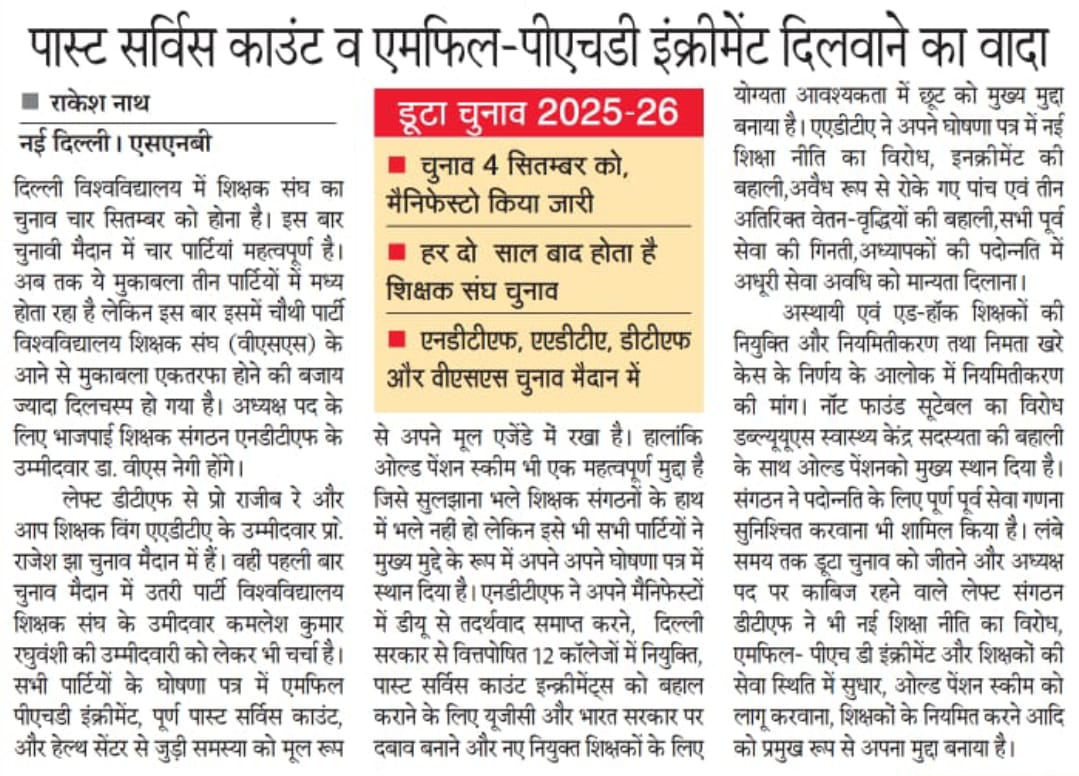 पास्ट सर्विस काउंट व एमफिल-पीएचडी इंक्रीमेंट दिलवाने का वादा
राकेश नाथ
नई दिल्ली। एसएनबी
दिल्ली विश्वविद्यालय में शिक्षक संघ का
चुनाव चार सितम्बर को होना है। इस बार
चुनावी मैदान में चार पार्टियां महत्वपूर्ण है।
अब तक ये मुकाबला तीन पार्टियों में मध्य
होता रहा है लेकिन इस बार इसमें चौथी पार्टी
विश्वविद्यालय शिक्षक संघ (वीएसएस) के
आने से मुकाबला एकतरफा होने की बजाय
ज्यादा दिलचस्प हो गया है। अध्यक्ष पद के
लिए भाजपाई शिक्षक संगठन एनडीटीएफ के
उम्मीदवार डा. वीएस नेगी होंगे।
लेफ्ट डीटीएफ से प्रो राजीब रे और
आप शिक्षक विंग एएडीटीए के उम्मीदवार प्रो.
राजेश झा चुनाव मैदान में हैं। वही पहली बार
चुनाव मैदान में उतरी पार्टी विश्वविद्यालय
शिक्षक संघ के उमीदवार कमलेश कुमार
रघुवंशी की उम्मीदवारी को लेकर भी चर्चा है।
सभी पार्टियों के घोषणा पत्र में एमफिल
पीएचडी इंक्रीमेंट, पूर्ण पास्ट सर्विस काउंट,
और हेल्थ सेंटर से जुड़ी समस्या को मूल रूप
डूटा चुनाव 2025-26
चुनाव 4 सितम्बर को,
मैनिफेस्टो किया जारी
हर दो साल बाद होता है
शिक्षक संघ चुनाव
एनडीटीएफ, एएडीटीए, डीटीएफ
और वीएसएस चुनाव मैदान में
से अपने मूल एजेंडे में रखा है। हालांकि
ओल्ड पेंशन स्कीम भी एक महत्वपूर्ण मुद्दा है
जिसे सुलझाना भले शिक्षक संगठनों के हाथ
में भले नहीं हो लेकिन इसे भी सभी पार्टियों ने
मुख्य मुद्दे के रूप में अपने अपने घोषणा पत्र में
स्थान दिया है। एनडीटीएफ ने अपने मैनिफेस्टों
में डीयू से तदर्थवाद समाप्त करने, दिल्ली
सरकार से वित्तपोषित 12 कॉलेजों में नियुक्ति,
पास्ट सर्विस काउंट इन्क्रीमेंट्स को बहाल
कराने के लिए यूजीसी और भारत सरकार पर
दबाव बनाने और नए नियुक्त शिक्षकों के लिए
योग्यता आवश्यकता में छूट को मुख्य मुद्दा
बनाया है। एएडीटीए ने अपने घोषणा पत्र में नई
शिक्षा नीति का विरोध, इनक्रीमेंट की
बहाली,अवैध रूप से रोके गए पांच एवं तीन
अतिरिक्त वेतन-वृद्धियों की बहाली,सभी पूर्व
सेवा की गिनती,अध्यापकों की पदोन्नति में
अधूरी सेवा अवधि को मान्यता दिलाना।
अस्थायी एवं एड-हॉक शिक्षकों की
नियुक्ति और नियमितीकरण तथा निमता खरे
केस के निर्णय के आलोक में नियमितीकरण
की मांग। नॉट फाउंड सूटेबल का विरोध
डब्ल्यूयूएस स्वास्थ्य केंद्र सदस्यता की बहाली
के साथ ओल्ड पेंशनको मुख्य स्थान दिया है।
संगठन ने पदोन्नति के लिए पूर्ण पूर्व सेवा गणना
सुनिश्चित करवाना भी शामिल किया है। लंबे
समय तक डूटा चुनाव को जीतने और अध्यक्ष
पद पर काबिज रहने वाले लेफ्ट संगठन
डीटीएफ ने भी नई शिक्षा नीति का विरोध,
एमफिल- पीएच डी इंक्रीमेंट और शिक्षकों की
सेवा स्थिति में सुधार, ओल्ड पेंशन स्कीम को
लागू करवाना, शिक्षकों के नियमित करने आदि
को प्रमुख रूप से अपना मुद्दा बनाया है।